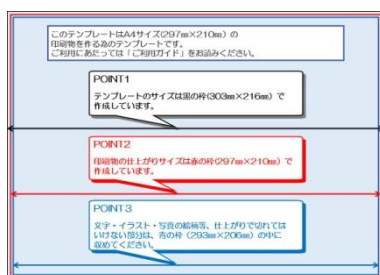 このテンプレートはA4サイズ(297㎜×210㎜)の
印刷物を作る為のテンプレートです。
ご利用にあたっては「ご利用ガイド」をお読みください。
POINT1
テンプレートのサイズは黒の枠(303㎜×216㎜)で
作成しています。
POINT2
印刷物の仕上がりサイズは赤の枠(297㎜×210㎜)で
作成しています。
POINT3
文字・イラスト・写真の絵柄等、仕上がりで切れては
いけない部分は、青の枠(293㎜×206㎜)の中に
収めてください。